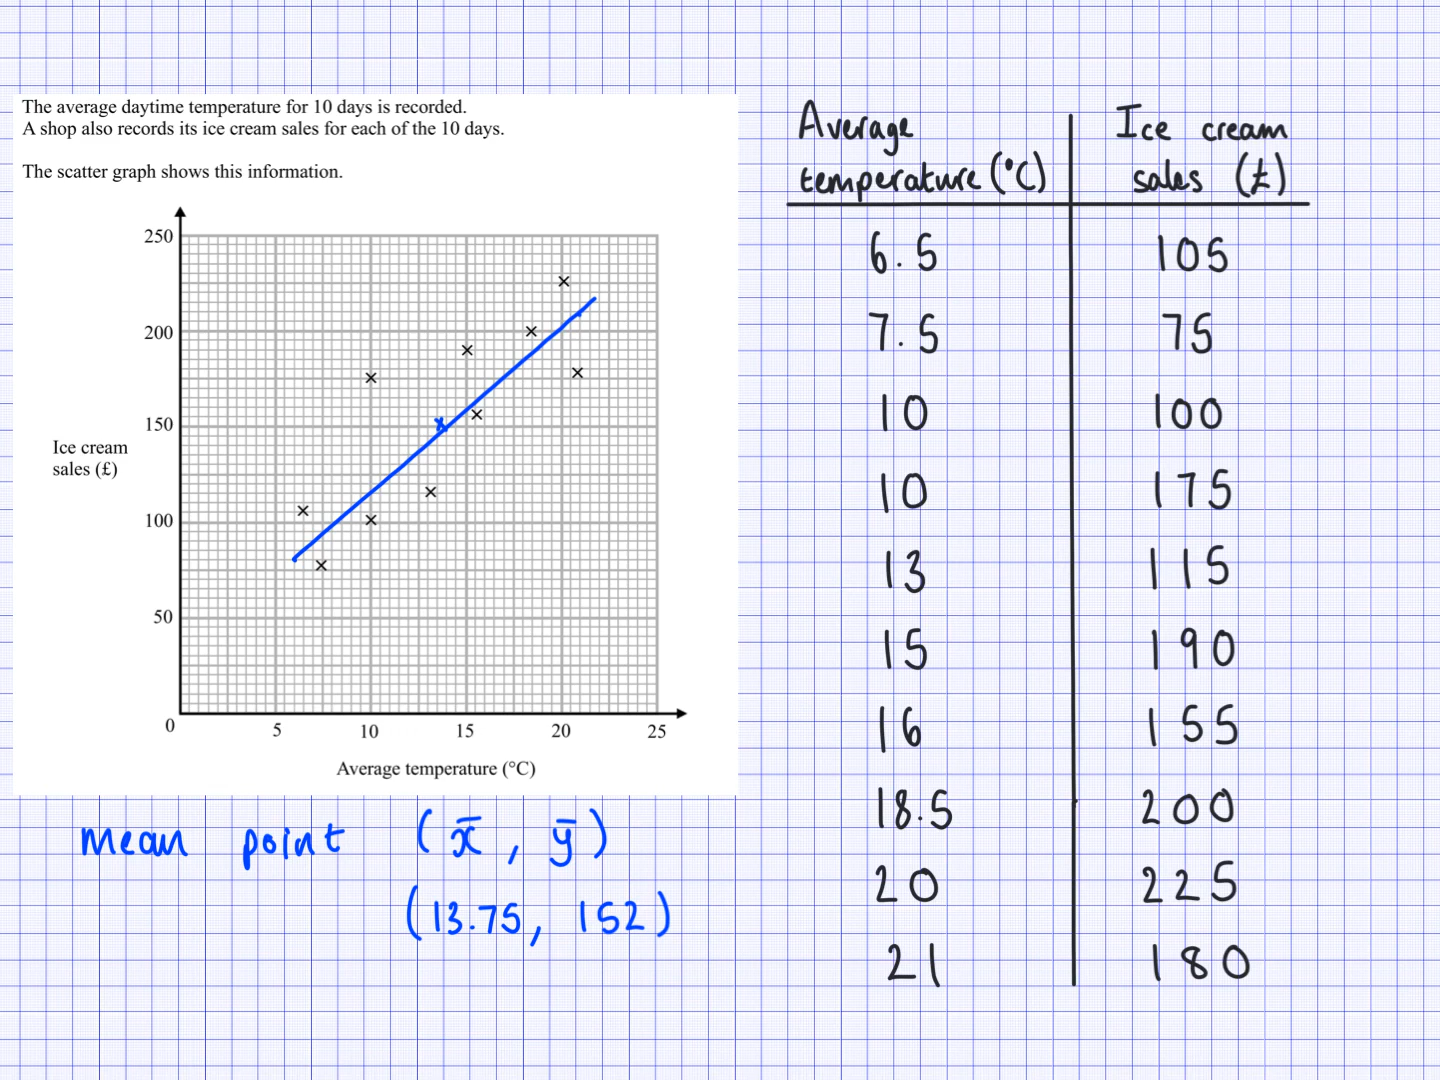 The average daytime temperature for 10 days is recorded.
A shop also records its ice cream sales for each of the 10 days.
The scatter graph shows this information.
250
200
150
Ice cream
sales (£)
100
50
0
5 10 15 20 25
Average temperature (°C)
mean point (x̄, ȳ)
(13.75, 152)
Average temperature (°C) Ice cream sales (£)
6.5 105
7.5 75
10 100
10 175
13 115
15 190
16 155
18.5 200
20 225
21 180